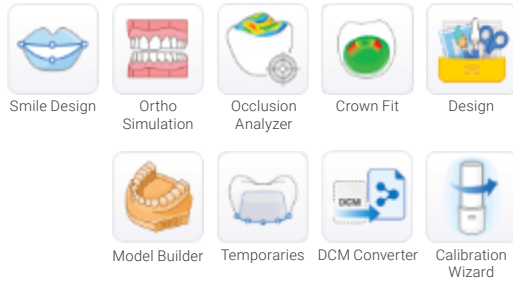 Smile Design
Ortho
Simulation
Occlusion
Analyzer
Crown Fit
Design
DCM
Model Builder
Temporaries
DCM Converter
Calibration
Wizard